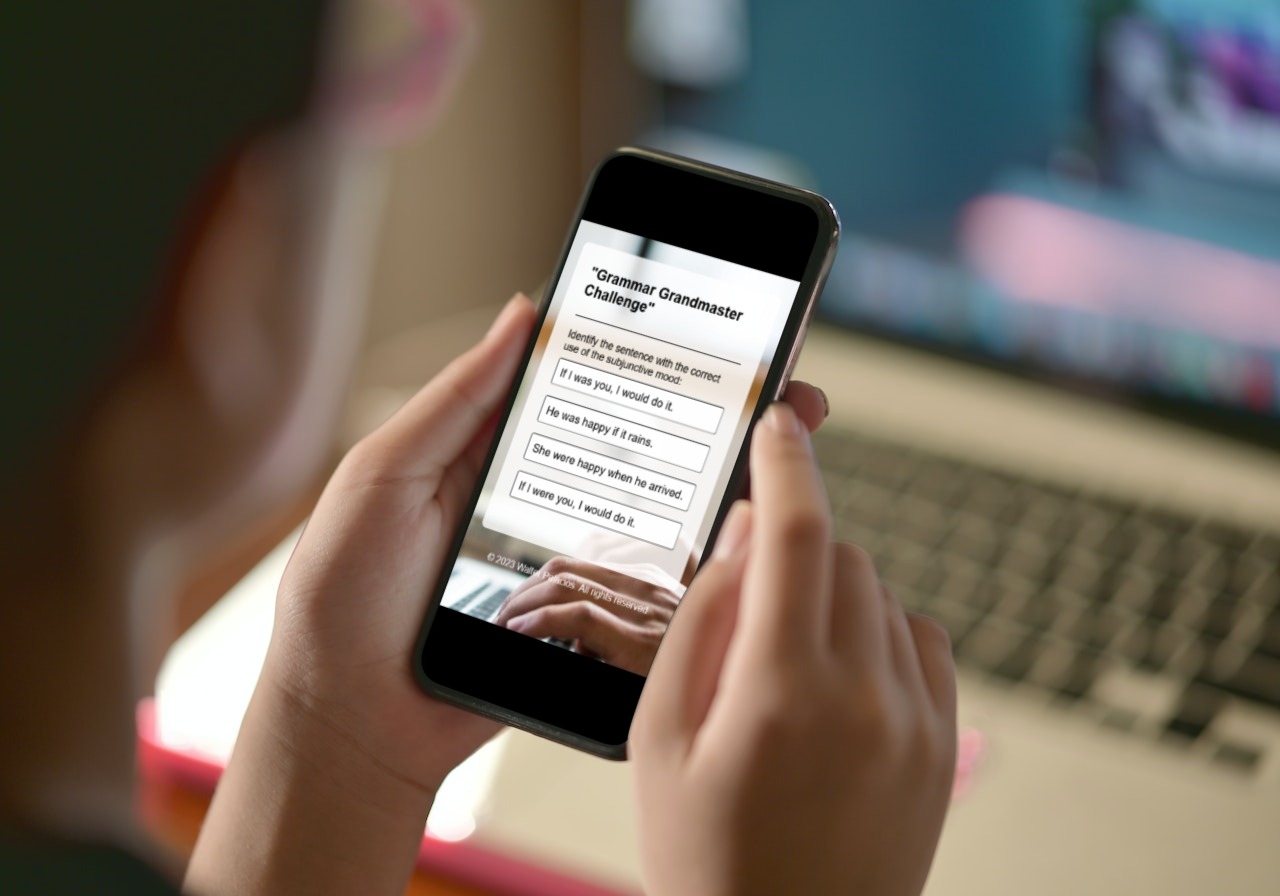 "Grammar Grandmaster
Challenge"
Identify the sentence with the correct
use of the subjunctive mood:
If I was you, I would do it.
He was happy if it rains.
She were happy when he arrived.
If I were you, I would do it.
© 2023 Walter Palacios. All rights reserved